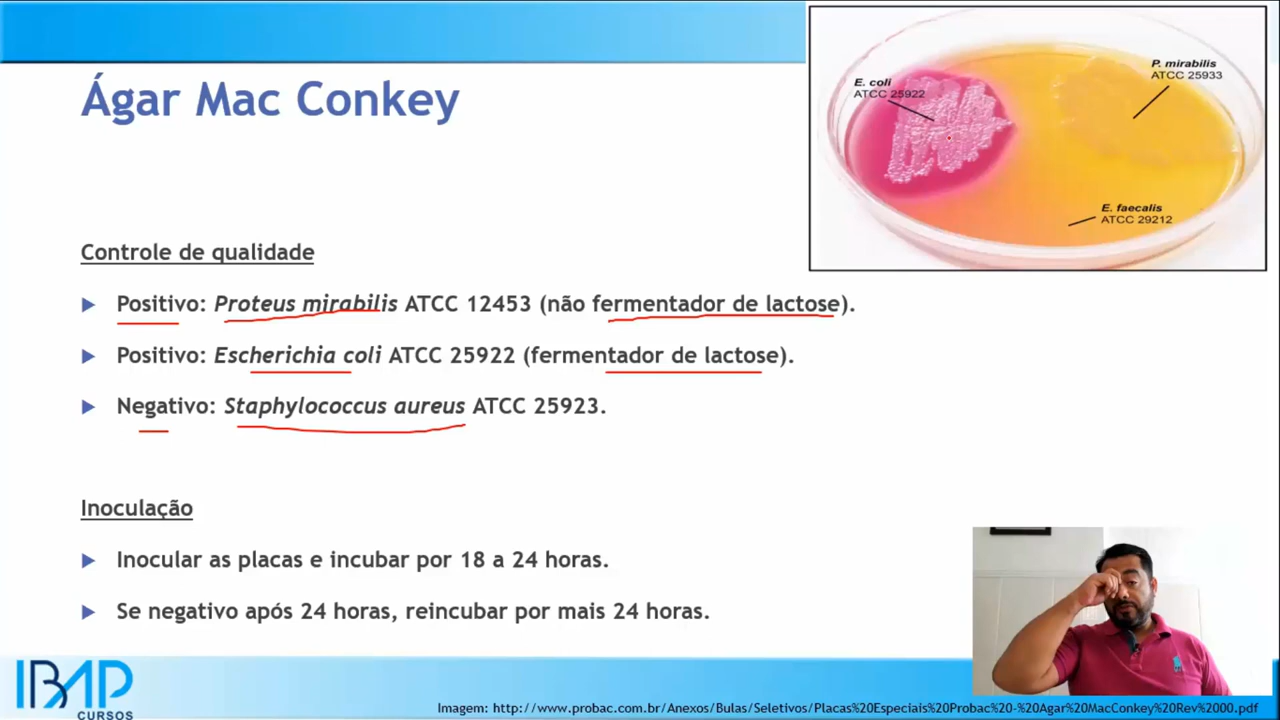 Ágar Mac Conkey
E. coli
ATCC 25922
P. mirabilis
ATCC 25933
E. faecalis
ATCC 29212
Controle de qualidade
Positivo: Proteus mirabilis ATCC 12453 (não fermentador de lactose).
Positivo: Escherichia coli ATCC 25922 (fermentador de lactose).
Negativo: Staphylococcus aureus ATCC 25923.
Inoculação
Inocular as placas e incubar por 18 a 24 horas.
Se negativo após 24 horas, reincubar por mais 24 horas.
IBAP
CURSOS
Imagem: http://www.probac.com.br/Anexos/Bulas/Seletivos/Placas%20Especiais%20Probac%20-%20Agar%20MacConkey%20Rev%2000.pdf